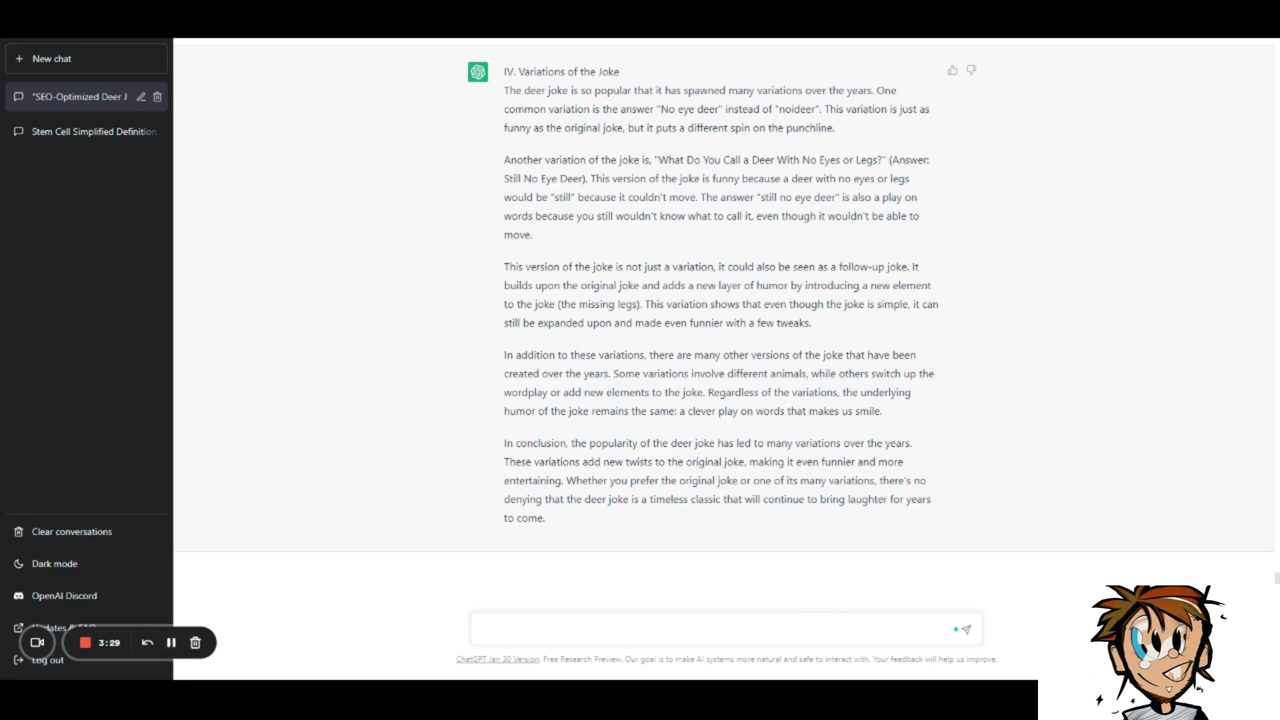 New chat
"SEO-Optimized Deer J
Stem Cell Simplified Definition
IV. Variations of the Joke
The deer joke is so popular that it has spawned many variations over the years. One
common variation is the answer "No eye deer" instead of "noideer". This variation is just as
funny as the original joke, but it puts a different spin on the punchline.
Another variation of the joke is, "What Do You Call a Deer With No Eyes or Legs?" (Answer:
Still No Eye Deer). This version of the joke is funny because a deer with no eyes or legs
would be "still" because it couldn't move. The answer "still no eye deer" is also a play on
words because you still wouldn't know what to call it, even though it wouldn't be able to
move.
This version of the joke is not just a variation, it could also be seen as a follow-up joke. It
builds upon the original joke and adds a new layer of humor by introducing a new element
to the joke (the missing legs). This variation shows that even though the joke is simple, it can
still be expanded upon and made even funnier with a few tweaks.
In addition to these variations, there are many other versions of the joke that have been
created over the years. Some variations involve different animals, while others switch up the
wordplay or add new elements to the joke. Regardless of the variations, the underlying
humor of the joke remains the same: a clever play on words that makes us smile.
In conclusion, the popularity of the deer joke has led to many variations over the years.
These variations add new twists to the original joke, making it even funnier and more
entertaining. Whether you prefer the original joke or one of its many variations, there's no
denying that the deer joke is a timeless classic that will continue to bring laughter for years
to come.
Clear conversations
Dark mode
OpenAI Discord
3:29
Log out
ChatGPT Jan 30 Version. Free Research Preview. Our goal is to make AI systems more natural and safe to interact with. Your feedback will help us improve.